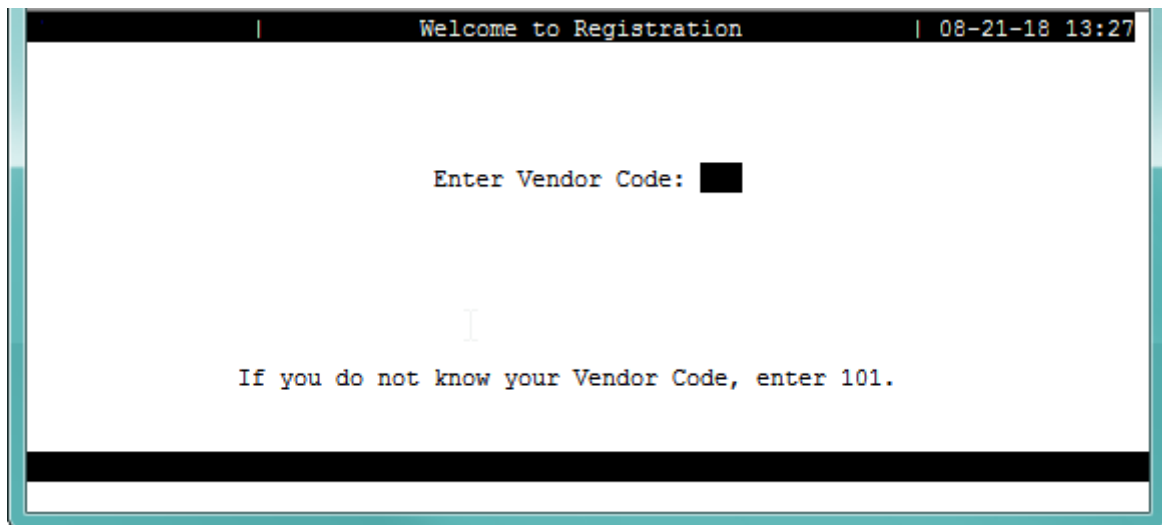 | Welcome to Registration | 08-21-18 13:27
Enter Vendor Code:
If you do not know your Vendor Code, enter 101.